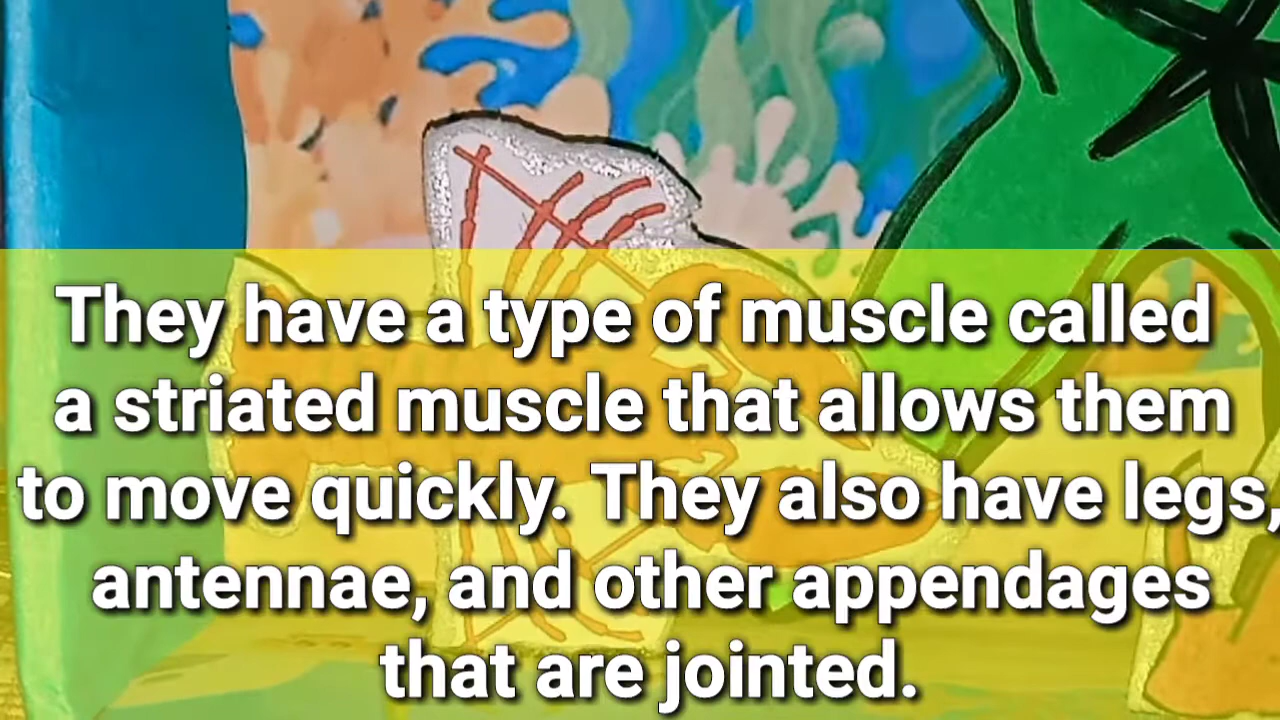 They have a type of muscle called
a striated muscle that allows them
to move quickly. They also have legs,
antennae, and other appendages
that are jointed.